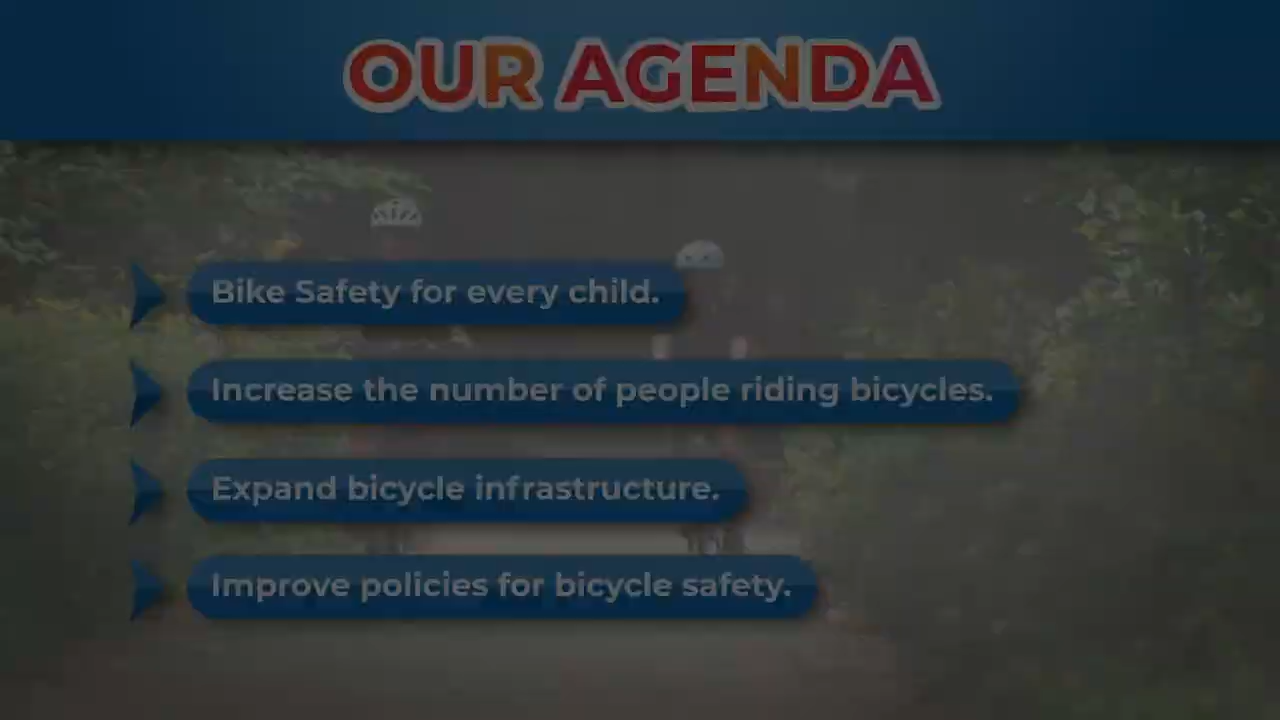 OUR AGENDA
Bike Safety for every child.
Increase the number of people riding bicycles.
Expand bicycle infrastructure.
Improve policies for bicycle safety.